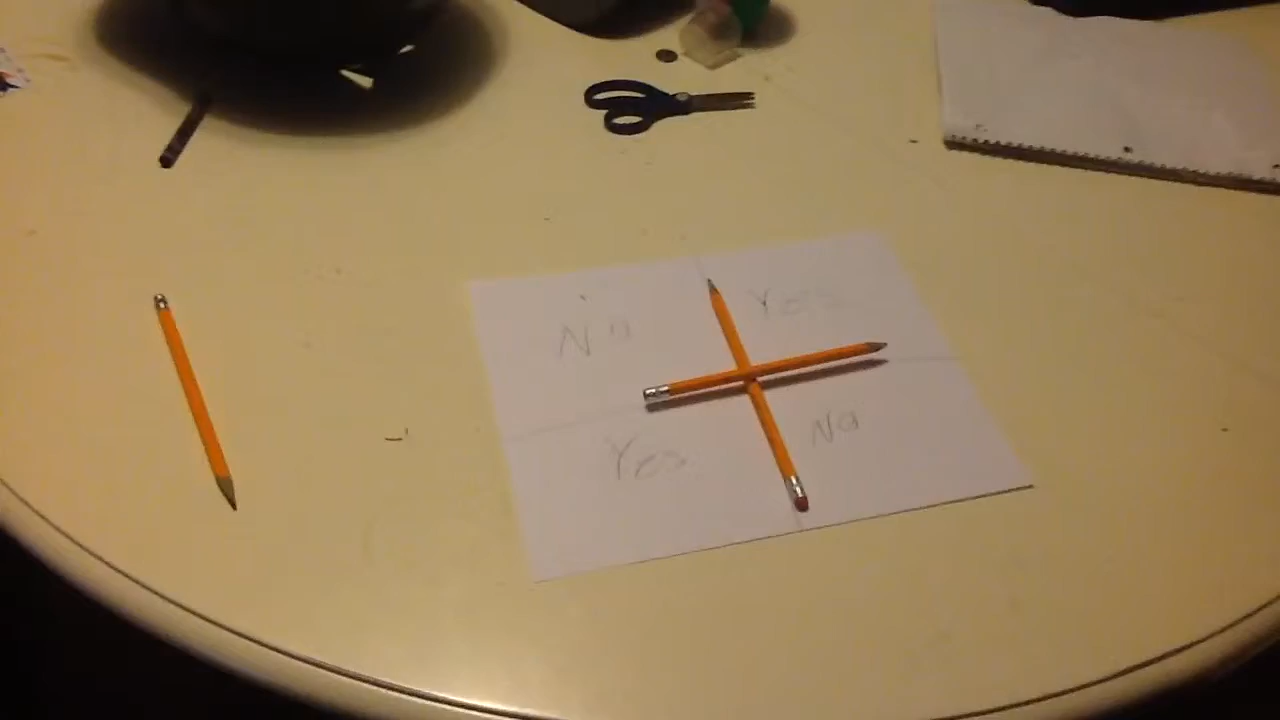 No Yes
Yes No